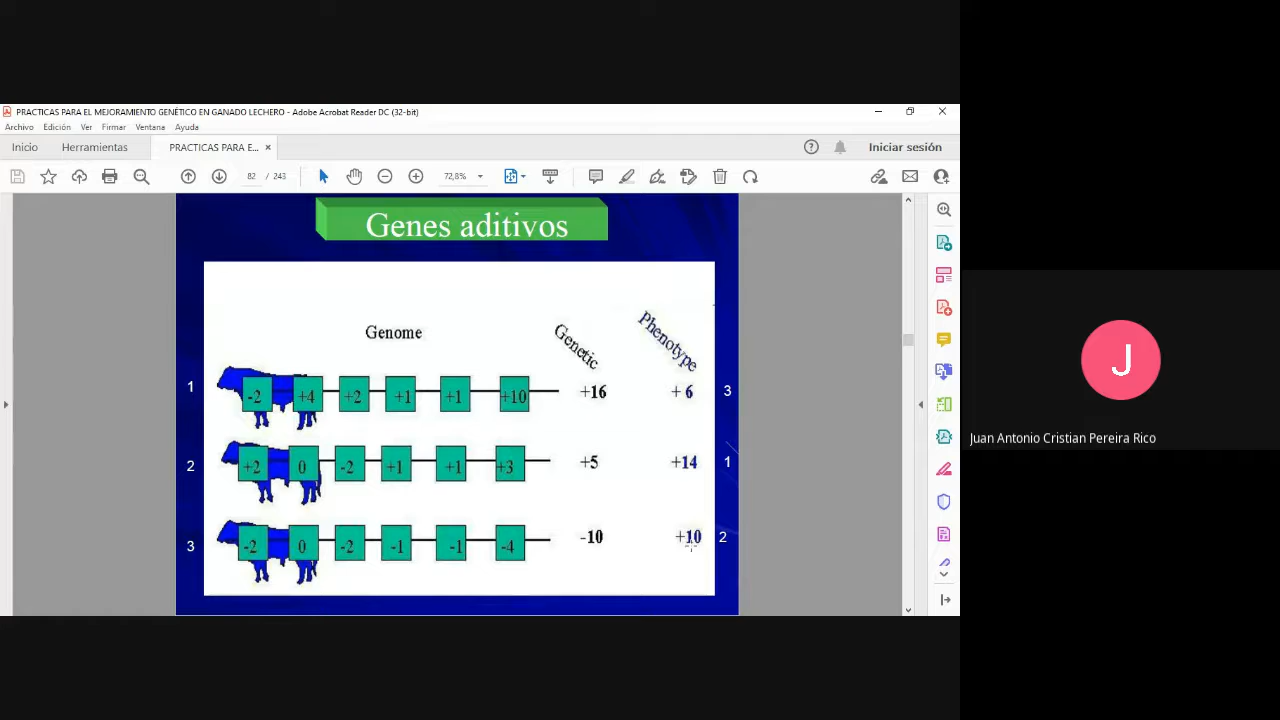 PRACTICAS PARA EL MEJORAMIENTO GENÉTICO EN GANADO LECHERO - Adobe Acrobat Reader DC (32-bit)
Archivo Edición Ver Firmar Ventana Ayuda
Inicio Herramientas PRACTICAS PARA E... × Iniciar sesión
82 / 243 72,8%
Genes aditivos
Genome Genetic Phenotype
1 -2 +4 +2 +1 +1 +10 +16 + 6 3
2 +2 0 -2 +1 +1 +3 +5 +14 1
3 -2 0 -2 -1 -1 -4 -10 +10 2
J
Juan Antonio Cristian Pereira Rico